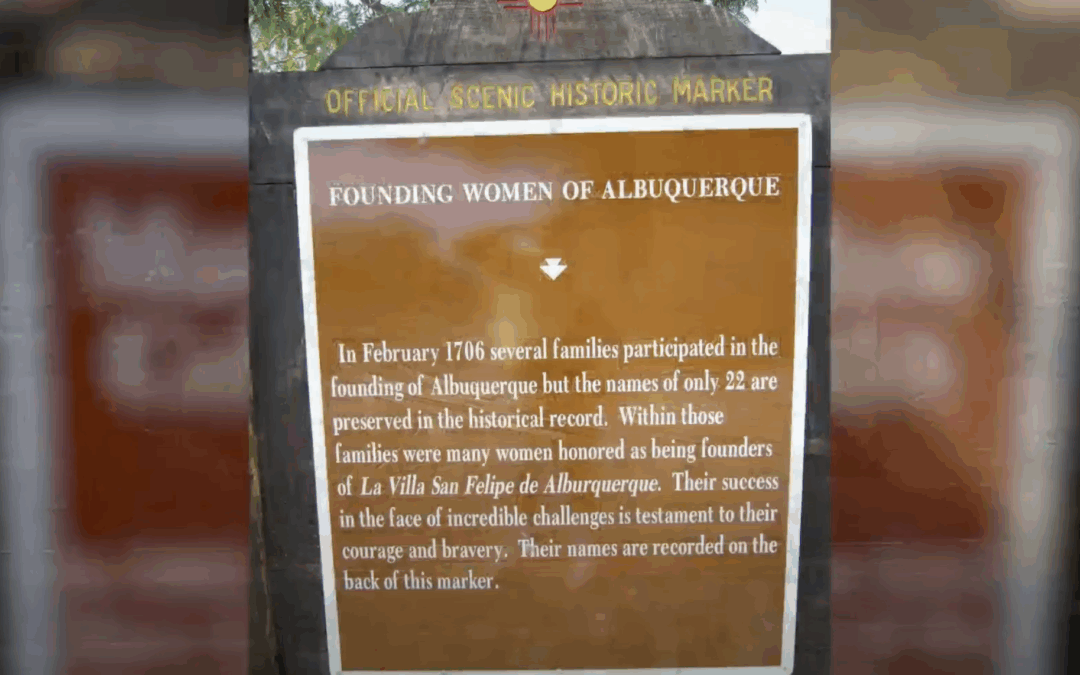 OFFICIAL SCENIC HISTORIC MARKER
FOUNDING WOMEN OF ALBUQUERQUE
In February 1706 several families participated in the
founding of Albuquerque but the names of only 22 are
preserved in the historical record. Within those
families were many women honored as being founders
of La Villa San Felipe de Alburquerque. Their success
in the face of incredible challenges is testament to their
courage and bravery. Their names are recorded on the
back of this marker.